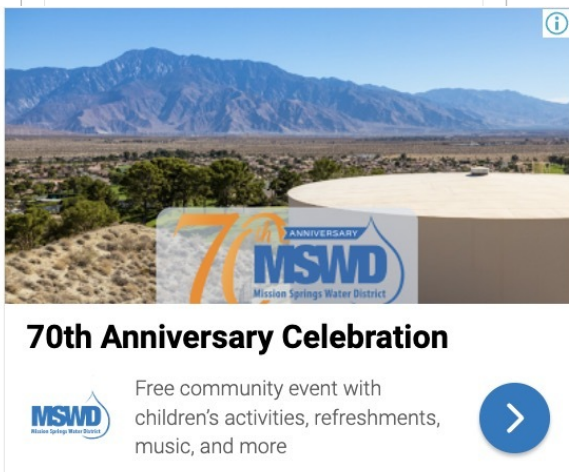 70th ANNIVERSARY
MSWD
Mission Springs Water District
70th Anniversary Celebration
MSWD
Mission Springs Water District
Free community event with
children's activities, refreshments,
music, and more